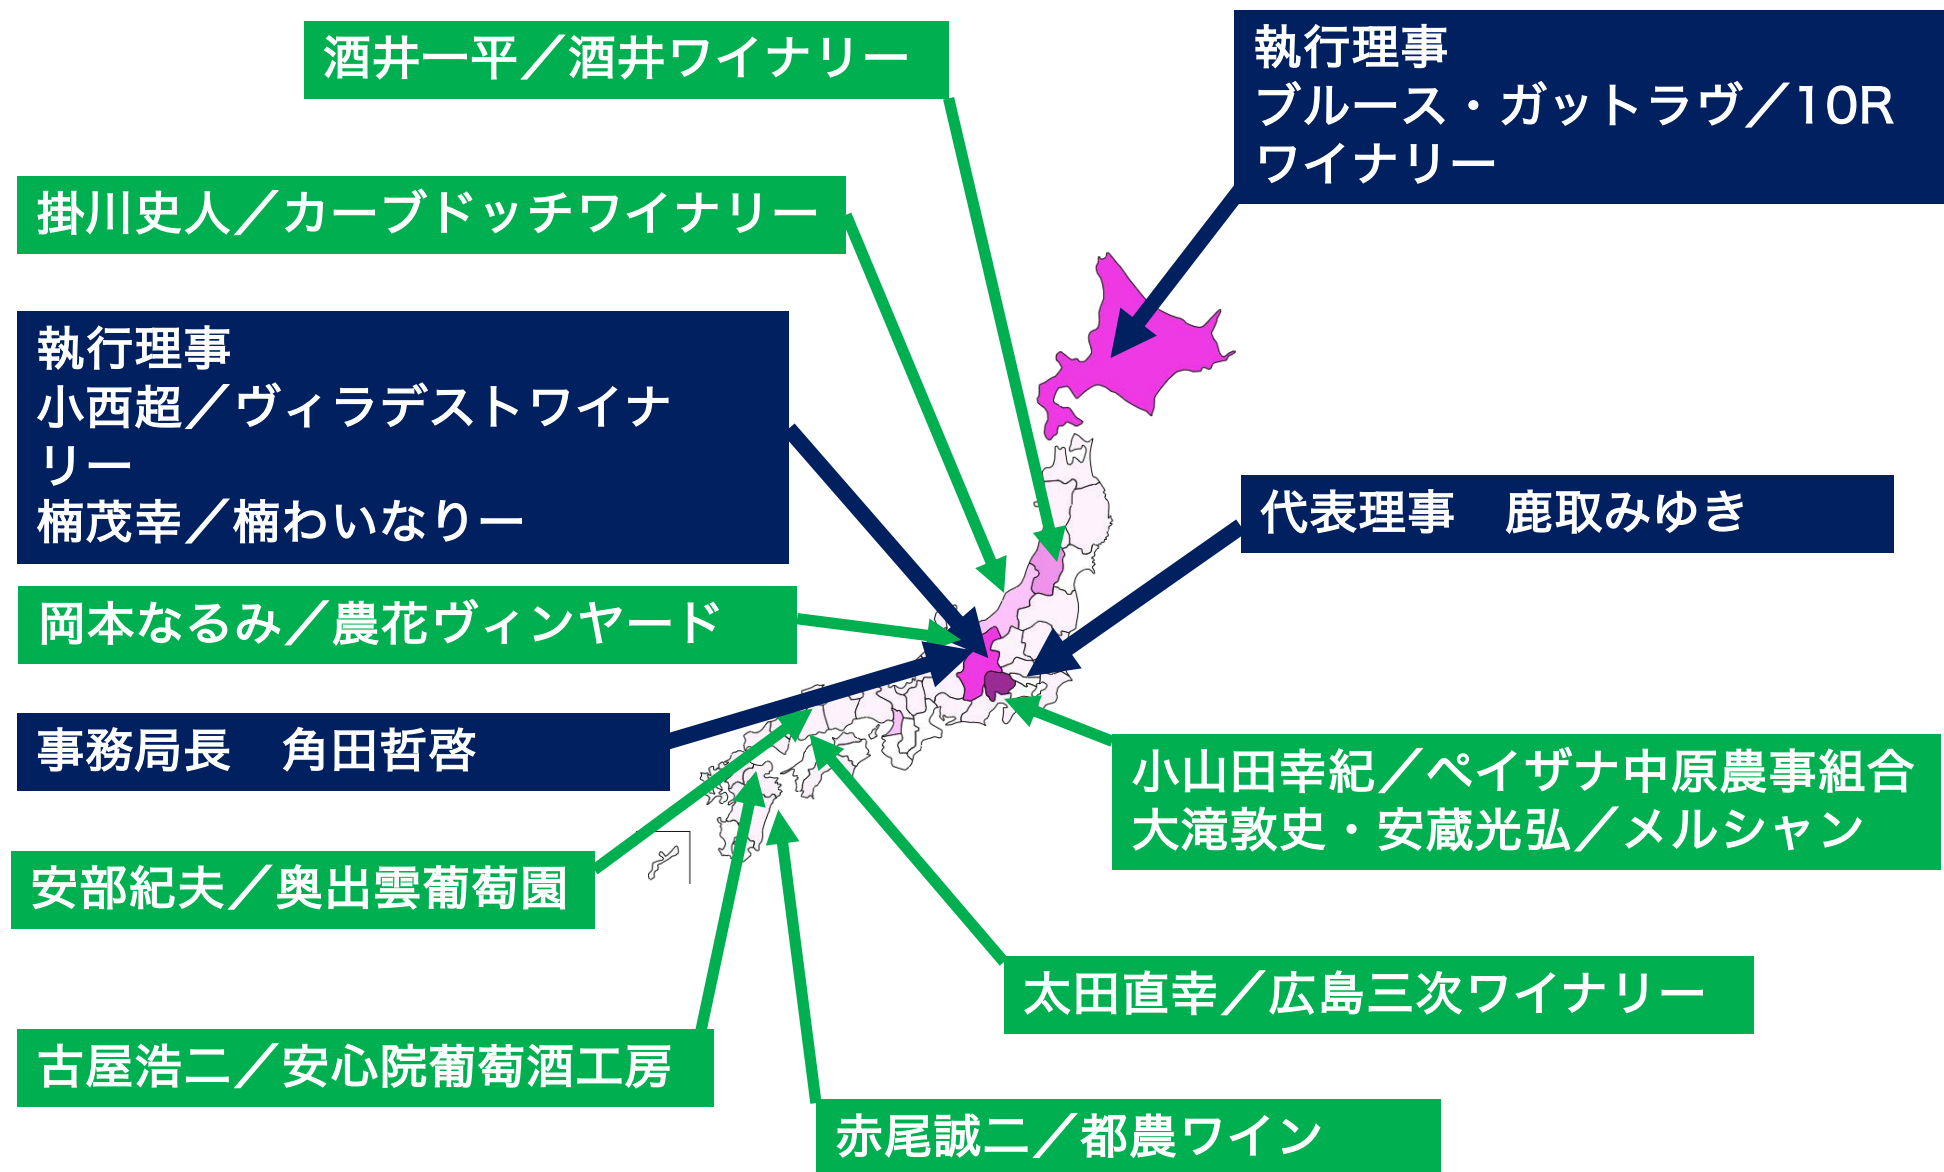 酒井一平／酒井ワイナリー
執行理事
ブルース・ガットラヴ／10R
ワイナリー
掛川史人／カーブドッチワイナリー
執行理事
小西超／ヴィラデストワイナ
リー
楠茂幸／楠わいなりー
代表理事　鹿取みゆき
岡本なるみ／農花ヴィンヤード
事務局長　角田哲啓
小山田幸紀／ペイザナ中原農事組合
大滝敦史・安蔵光弘／メルシャン
安部紀夫／奥出雲葡萄園
太田直幸／広島三次ワイナリー
古屋浩二／安心院葡萄酒工房
赤尾誠二／都農ワイン